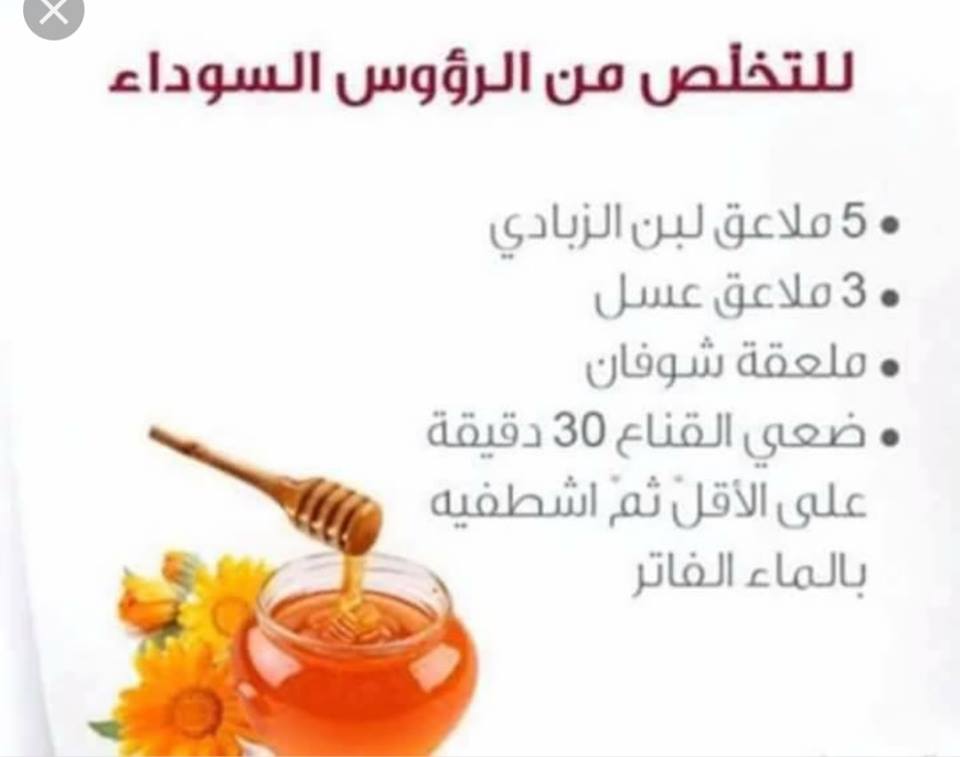 للتخلّص من الرؤوس السوداء
• 5 ملاعق لبن الزبادي
• 3 ملاعق عسل
• ملعقة شوفان
• ضعي القناع 30 دقيقة
على الأقلّ ثمّ اشطفيه
بالماء الفاتر